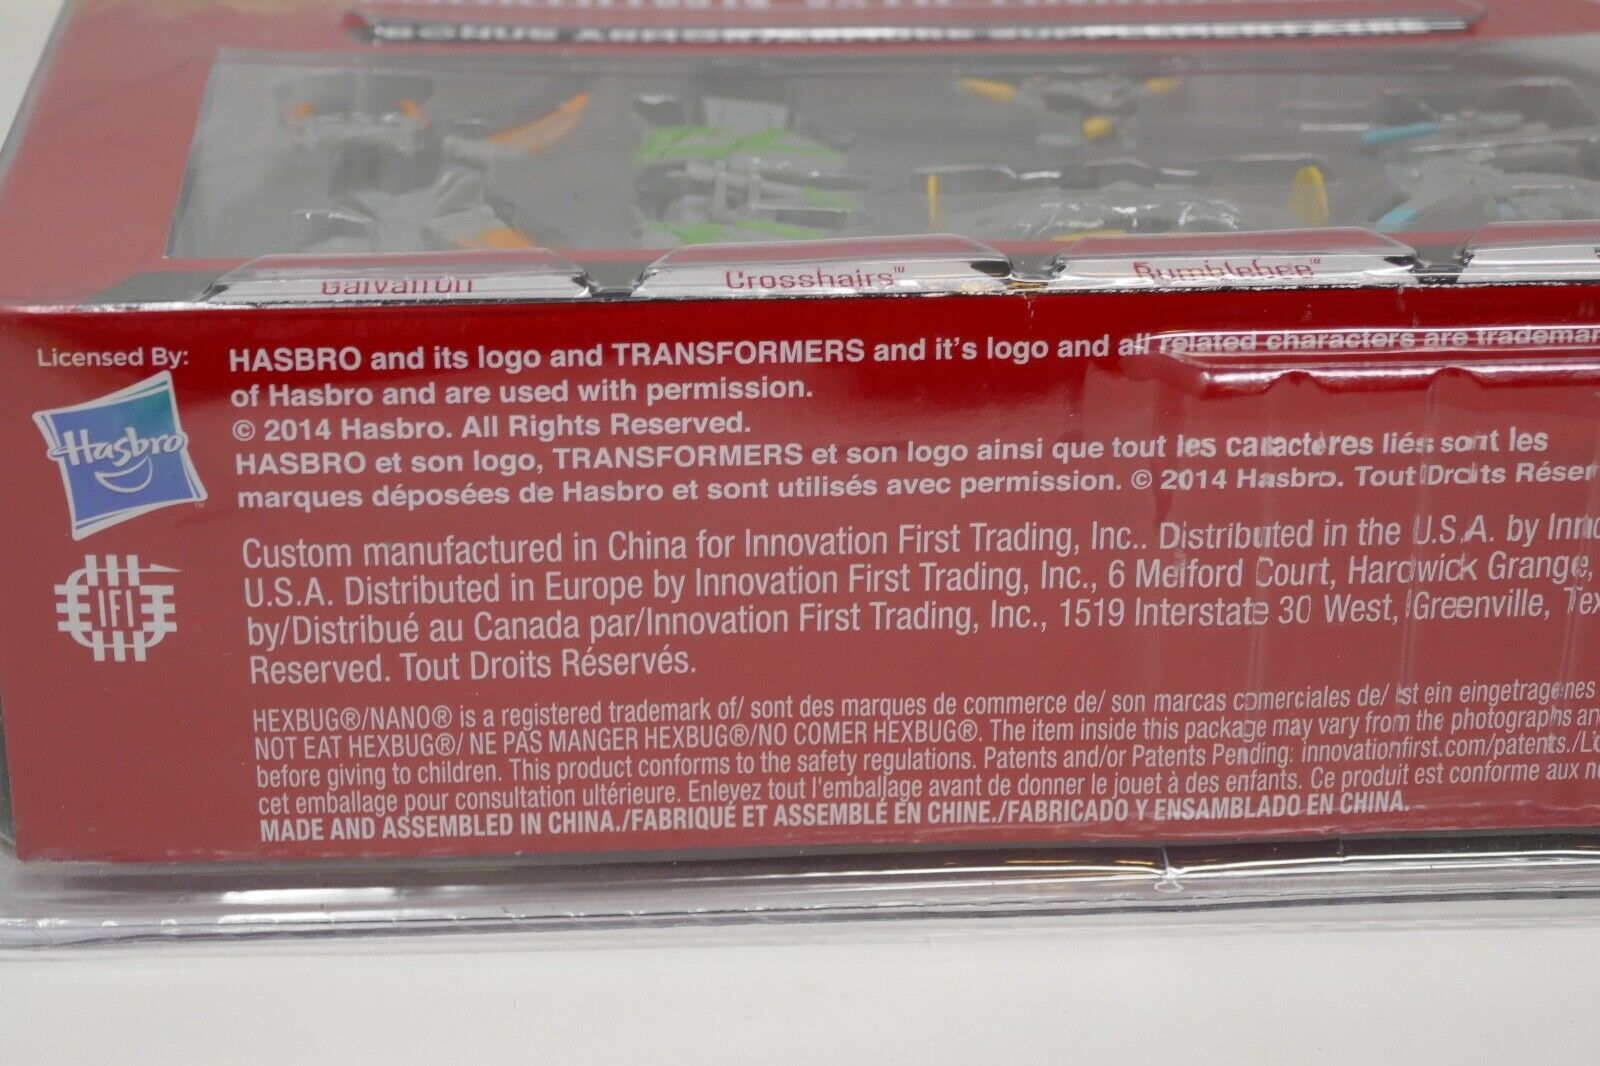 BONUS ARMOR
Galvatron
Crosshairs™
Bumblebee™
Licensed By:
Hasbro
™
IFI
HASBRO and its logo and TRANSFORMERS and it's logo and all related characters are
of Hasbro and are used with permission.
© 2014 Hasbro. All Rights Reserved.
HASBRO et son logo, TRANSFORMERS et son logo ainsi que tout les caractères liés sont les
marques déposées de Hasbro et sont utilisés avec permission. © 2014 Hasbro. Tout Droits
Custom manufactured in China for Innovation First Trading, Inc.. Distributed in the U.S.A. by
U.S.A. Distributed in Europe by Innovation First Trading, Inc., 6 Melford Court, Hardwick Grange,
by/Distribué au Canada par/Innovation First Trading, Inc., 1519 Interstate 30 West, Greenville,
Reserved. Tout Droits Réservés.
HEXBUG®/NANO® is a registered trademark of/ sont des marques de commerce de/ son marcas comerciales de/ ist ein eingetragenes
NOT EAT HEXBUG®/ NE PAS MANGER HEXBUG®/NO COMER HEXBUG®. The item inside this package may vary from the photographs
before giving to children. This product conforms to the safety regulations. Patents and/or Patents Pending: innovationfirst.com/patents.
cet emballage pour consultation ultérieure. Enlevez tout l'emballage avant de donner le jouet à des enfants. Ce produit est conforme aux
MADE AND ASSEMBLED IN CHINA./FABRIQUÉ ET ASSEMBLÉ EN CHINE./FABRICADO Y ENSAMBLADO EN CHINA.